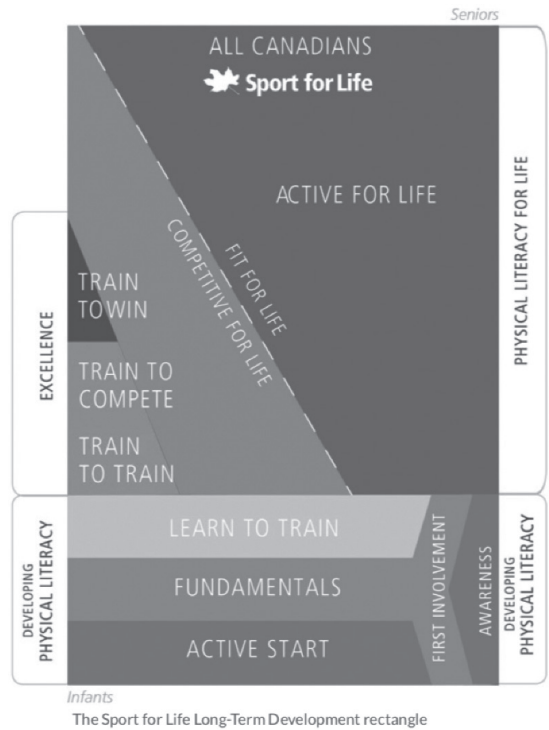 Seniors
ALL CANADIANS
Sport for Life
ACTIVE FOR LIFE
FIT FOR LIFE
COMPETITIVE FOR LIFE
PHYSICAL LITERACY FOR LIFE
EXCELLENCE
TRAIN
TO WIN
TRAIN TO
COMPETE
TRAIN
TO TRAIN
DEVELOPING
PHYSICAL LITERACY
LEARN TO TRAIN
FUNDAMENTALS
ACTIVE START
FIRST INVOLVEMENT
AWARENESS
DEVELOPING
PHYSICAL LITERACY
Infants
The Sport for Life Long-Term Development rectangle